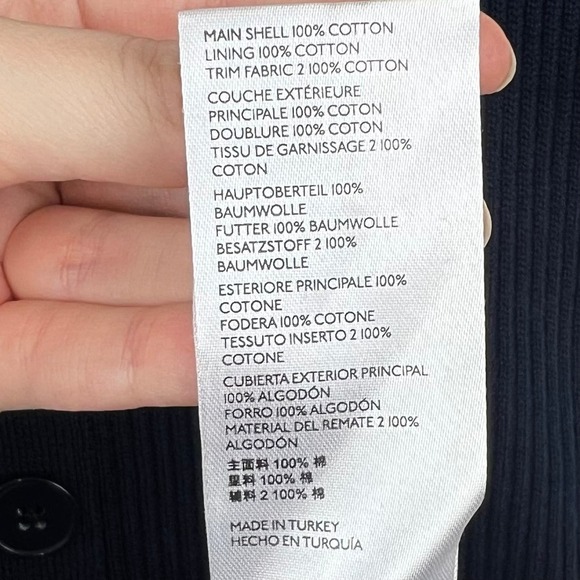 MAIN SHELL 100% COTTON
LINING 100% COTTON
TRIM FABRIC 2 100% COTTON
COUCHE EXTÉRIEURE
PRINCIPALE 100% COTON
DOUBLURE 100% COTON
TISSU DE GARNISSAGE 2 100%
COTON
HAUPTOBERTEIL 100%
BAUMWOLLE
FUTTER 100% BAUMWOLLE
BESATZSTOFF 2 100%
BAUMWOLLE
ESTERIORE PRINCIPALE 100%
COTONE
FODERA 100% COTONE
TESSUTO INSERTO 2 100%
COTONE
CUBIERTA EXTERIOR PRINCIPAL
100% ALGODÓN
FORRO 100% ALGODÓN
MATERIAL DEL REMATE 2 100%
ALGODÓN
主面料 100% 棉
里料 100% 棉
辅料 2 100% 棉
MADE IN TURKEY
HECHO EN TURQUÍA